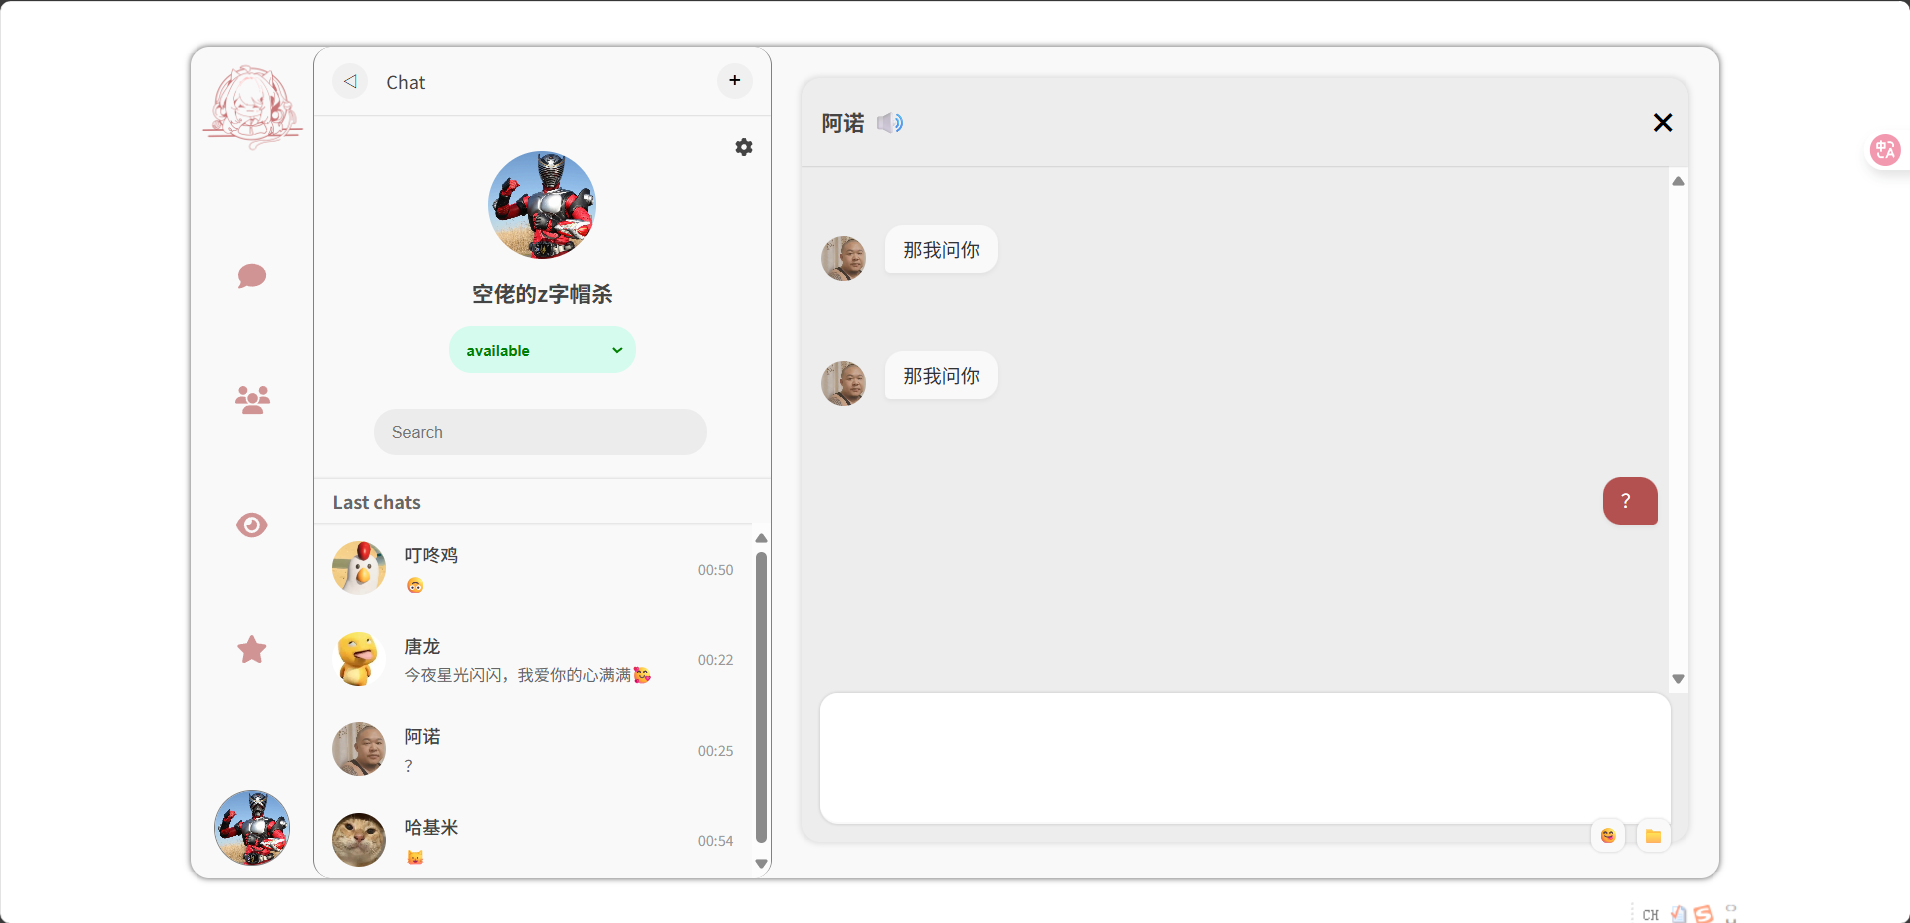 Chat
+
空佬的z字帽杀
available
Search
Last chats
叮咚鸡
00:50
唐龙
今夜星光闪闪，我爱你的心满满🥰
00:22
阿诺
？
00:25
哈基米
00:54
阿诺
那我问你
那我问你
？
中
A
CH